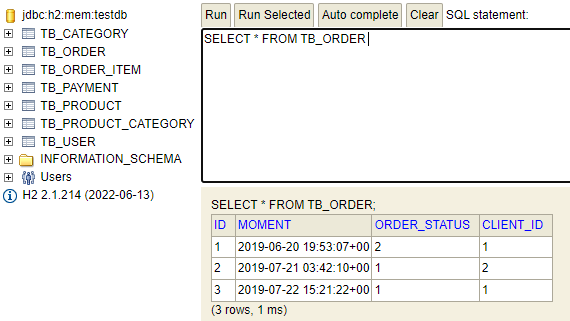 jdbc:h2:mem:testdb
TB_CATEGORY
TB_ORDER
TB_ORDER_ITEM
TB_PAYMENT
TB_PRODUCT
TB_PRODUCT_CATEGORY
TB_USER
INFORMATION_SCHEMA
Users
H2 2.1.214 (2022-06-13)
Run Run Selected Auto complete Clear SQL statement:
SELECT * FROM TB_ORDER
SELECT * FROM TB_ORDER;
ID MOMENT ORDER_STATUS CLIENT_ID
1 2019-06-20 19:53:07+00 2 1
2 2019-07-21 03:42:10+00 1 2
3 2019-07-22 15:21:22+00 1 1
(3 rows, 1 ms)